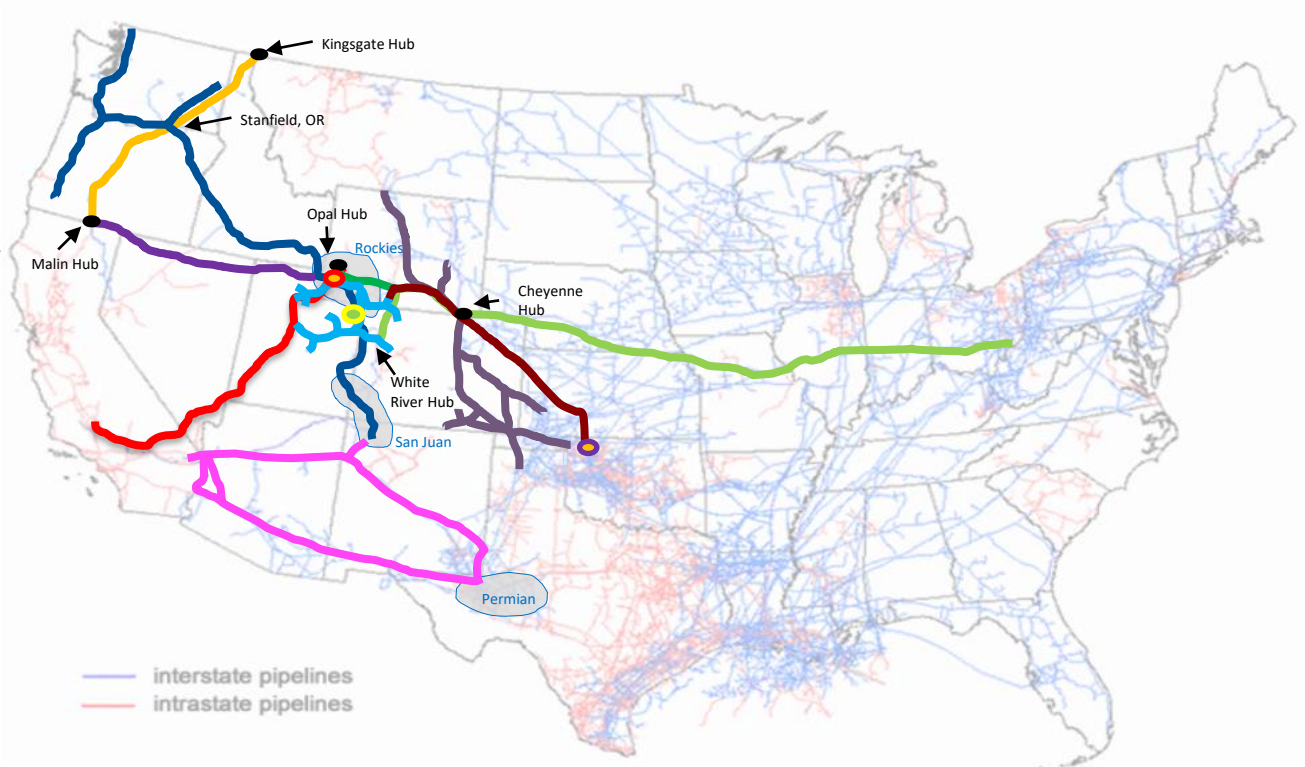 Kingsgate Hub
Stanfield, OR
Opal Hub
Rockies
Malin Hub
Cheyenne
Hub
White
River Hub
San Juan
Permian
interstate pipelines
intrastate pipelines